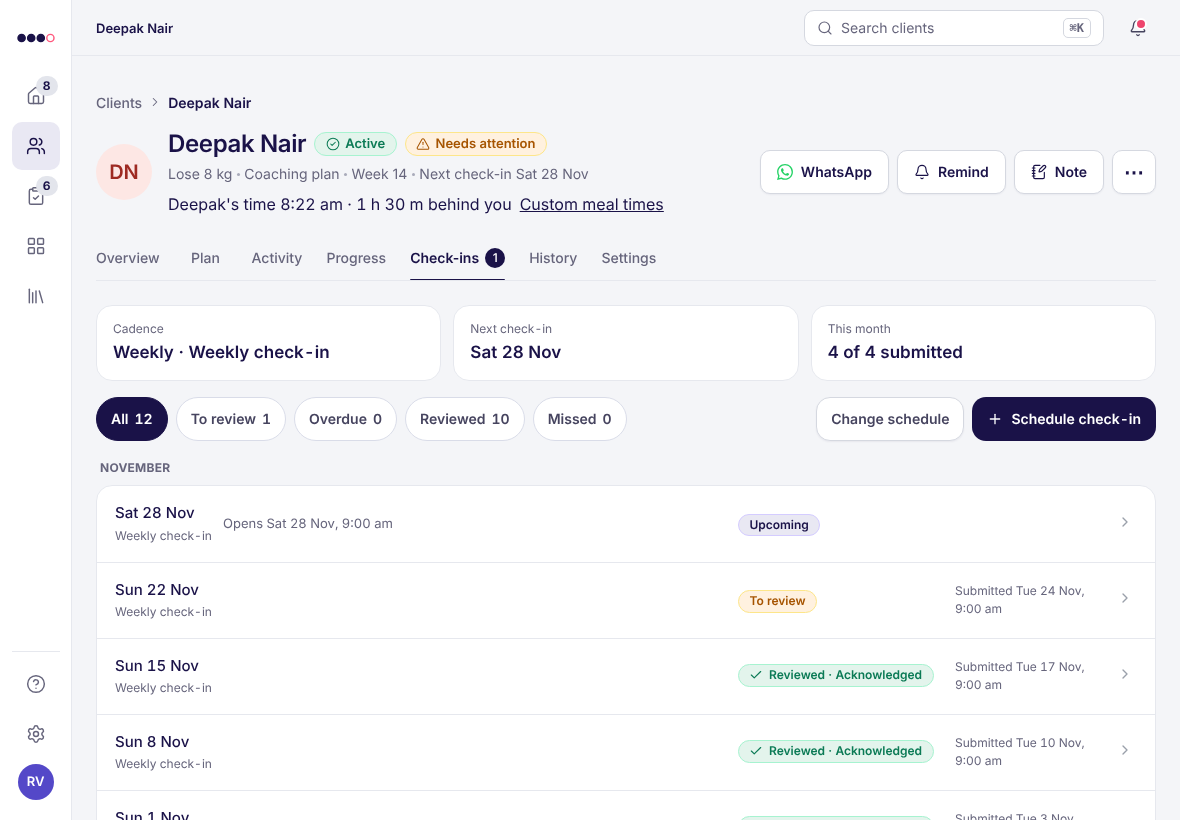 Deepak Nair
Search clients
⌘K
8
6
Clients
Deepak Nair
DN
Deepak Nair
Active
Needs attention
Lose 8 kg · Coaching plan · Week 14 · Next check-in Sat 28 Nov
Deepak's time 8:22 am · 1 h 30 m behind you Custom meal times
WhatsApp
Remind
Note
Overview
Plan
Activity
Progress
Check-ins 1
History
Settings
Cadence
Weekly · Weekly check-in
Next check-in
Sat 28 Nov
This month
4 of 4 submitted
All 12
To review 1
Overdue 0
Reviewed 10
Missed 0
Change schedule
Schedule check-in
NOVEMBER
Sat 28 Nov
Weekly check-in
Opens Sat 28 Nov, 9:00 am
Upcoming
Sun 22 Nov
Weekly check-in
To review
Submitted Tue 24 Nov,
9:00 am
Sun 15 Nov
Weekly check-in
Reviewed · Acknowledged
Submitted Tue 17 Nov,
9:00 am
Sun 8 Nov
Weekly check-in
Reviewed · Acknowledged
Submitted Tue 10 Nov,
9:00 am
Sun 1 Nov
Submitted Tue 3 Nov,
RV